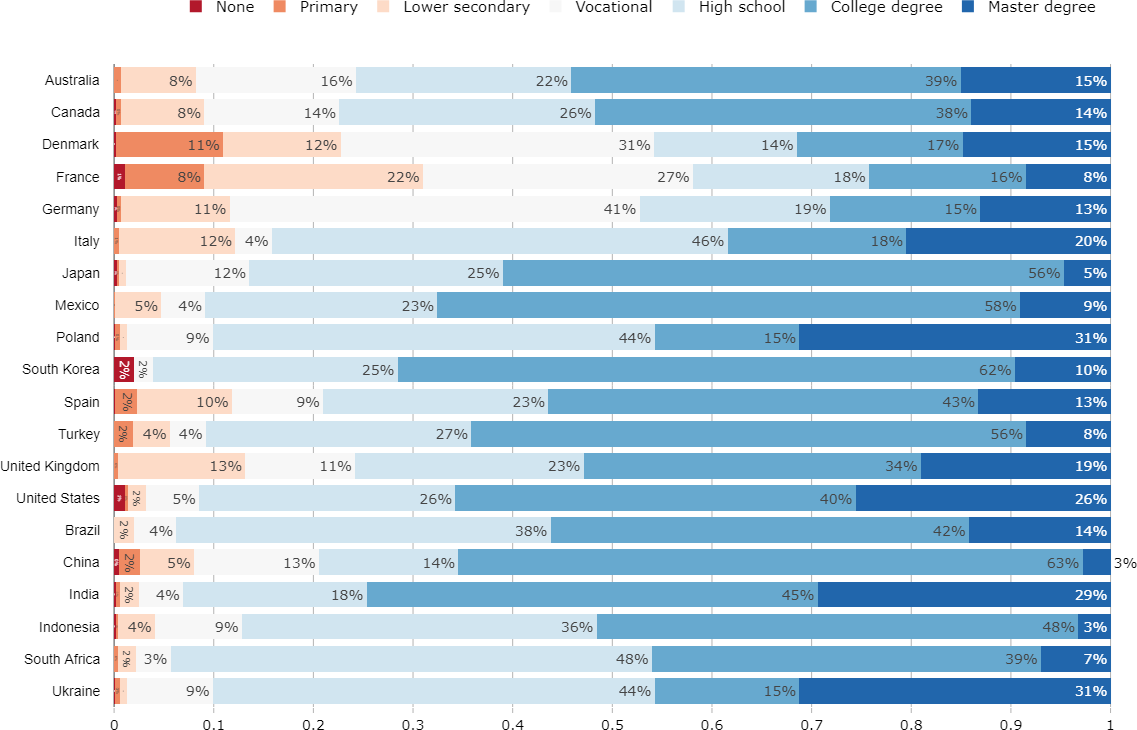 None Primary Lower secondary Vocational High school College degree Master degree
Australia 8% 16% 22% 39% 15%
Canada 8% 14% 26% 38% 14%
Denmark 11% 12% 31% 14% 17% 15%
France 8% 22% 27% 18% 16% 8%
Germany 11% 41% 19% 15% 13%
Italy 12% 4% 46% 18% 20%
Japan 12% 25% 56% 5%
Mexico 5% 4% 23% 58% 9%
Poland 9% 44% 15% 31%
South Korea 2% 2% 25% 62% 10%
Spain 2% 10% 9% 23% 43% 13%
Turkey 2% 4% 4% 27% 56% 8%
United Kingdom 13% 11% 23% 34% 19%
United States 2% 5% 26% 40% 26%
Brazil 2% 4% 38% 42% 14%
China 2% 5% 13% 14% 63% 3%
India 2% 4% 18% 45% 29%
Indonesia 4% 9% 36% 48% 3%
South Africa 2% 3% 48% 39% 7%
Ukraine 9% 44% 15% 31%
0 0.1 0.2 0.3 0.4 0.5 0.6 0.7 0.8 0.9 1